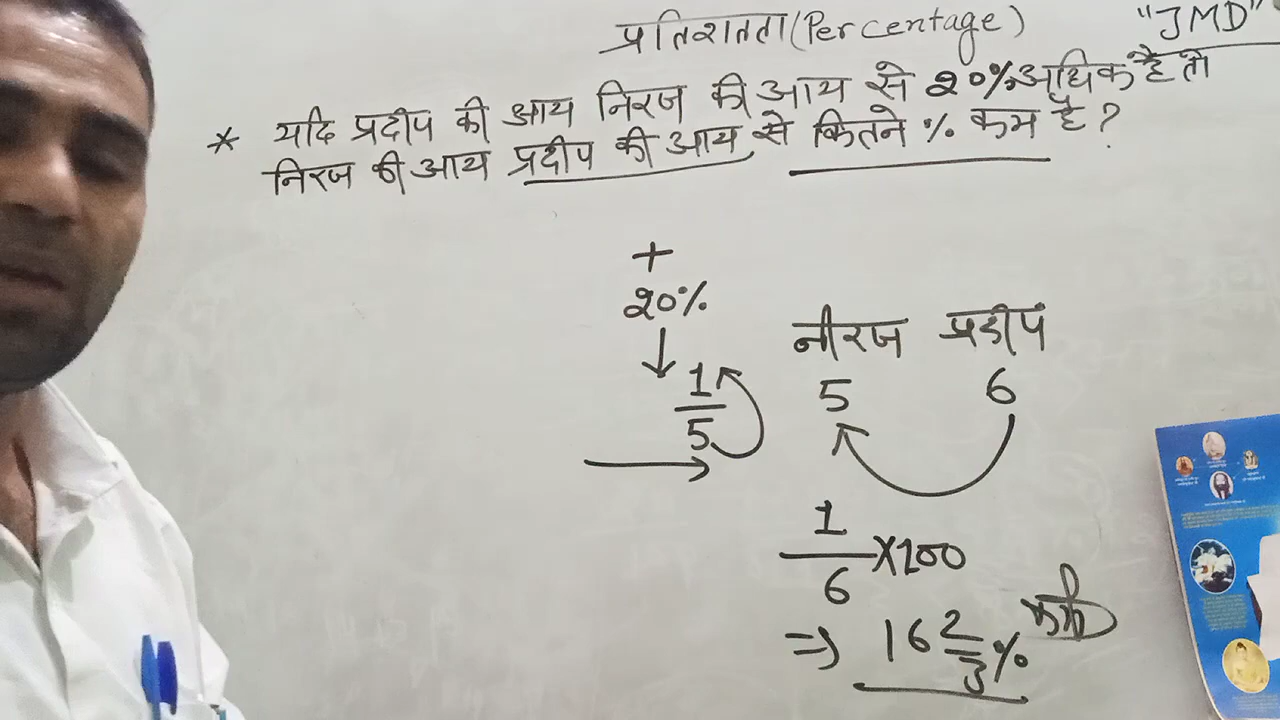 प्रतिशतता(Percentage)
"JMD"
* यदि प्रदीप की आय निरज की आय से 20% अधिक है तो
निरज की आय प्रदीप की आय से कितने % कम है ?
+
20%
1
5
नीरज प्रदीप
5 6
1
6 ×100
⇒ 16 2/3 % कम